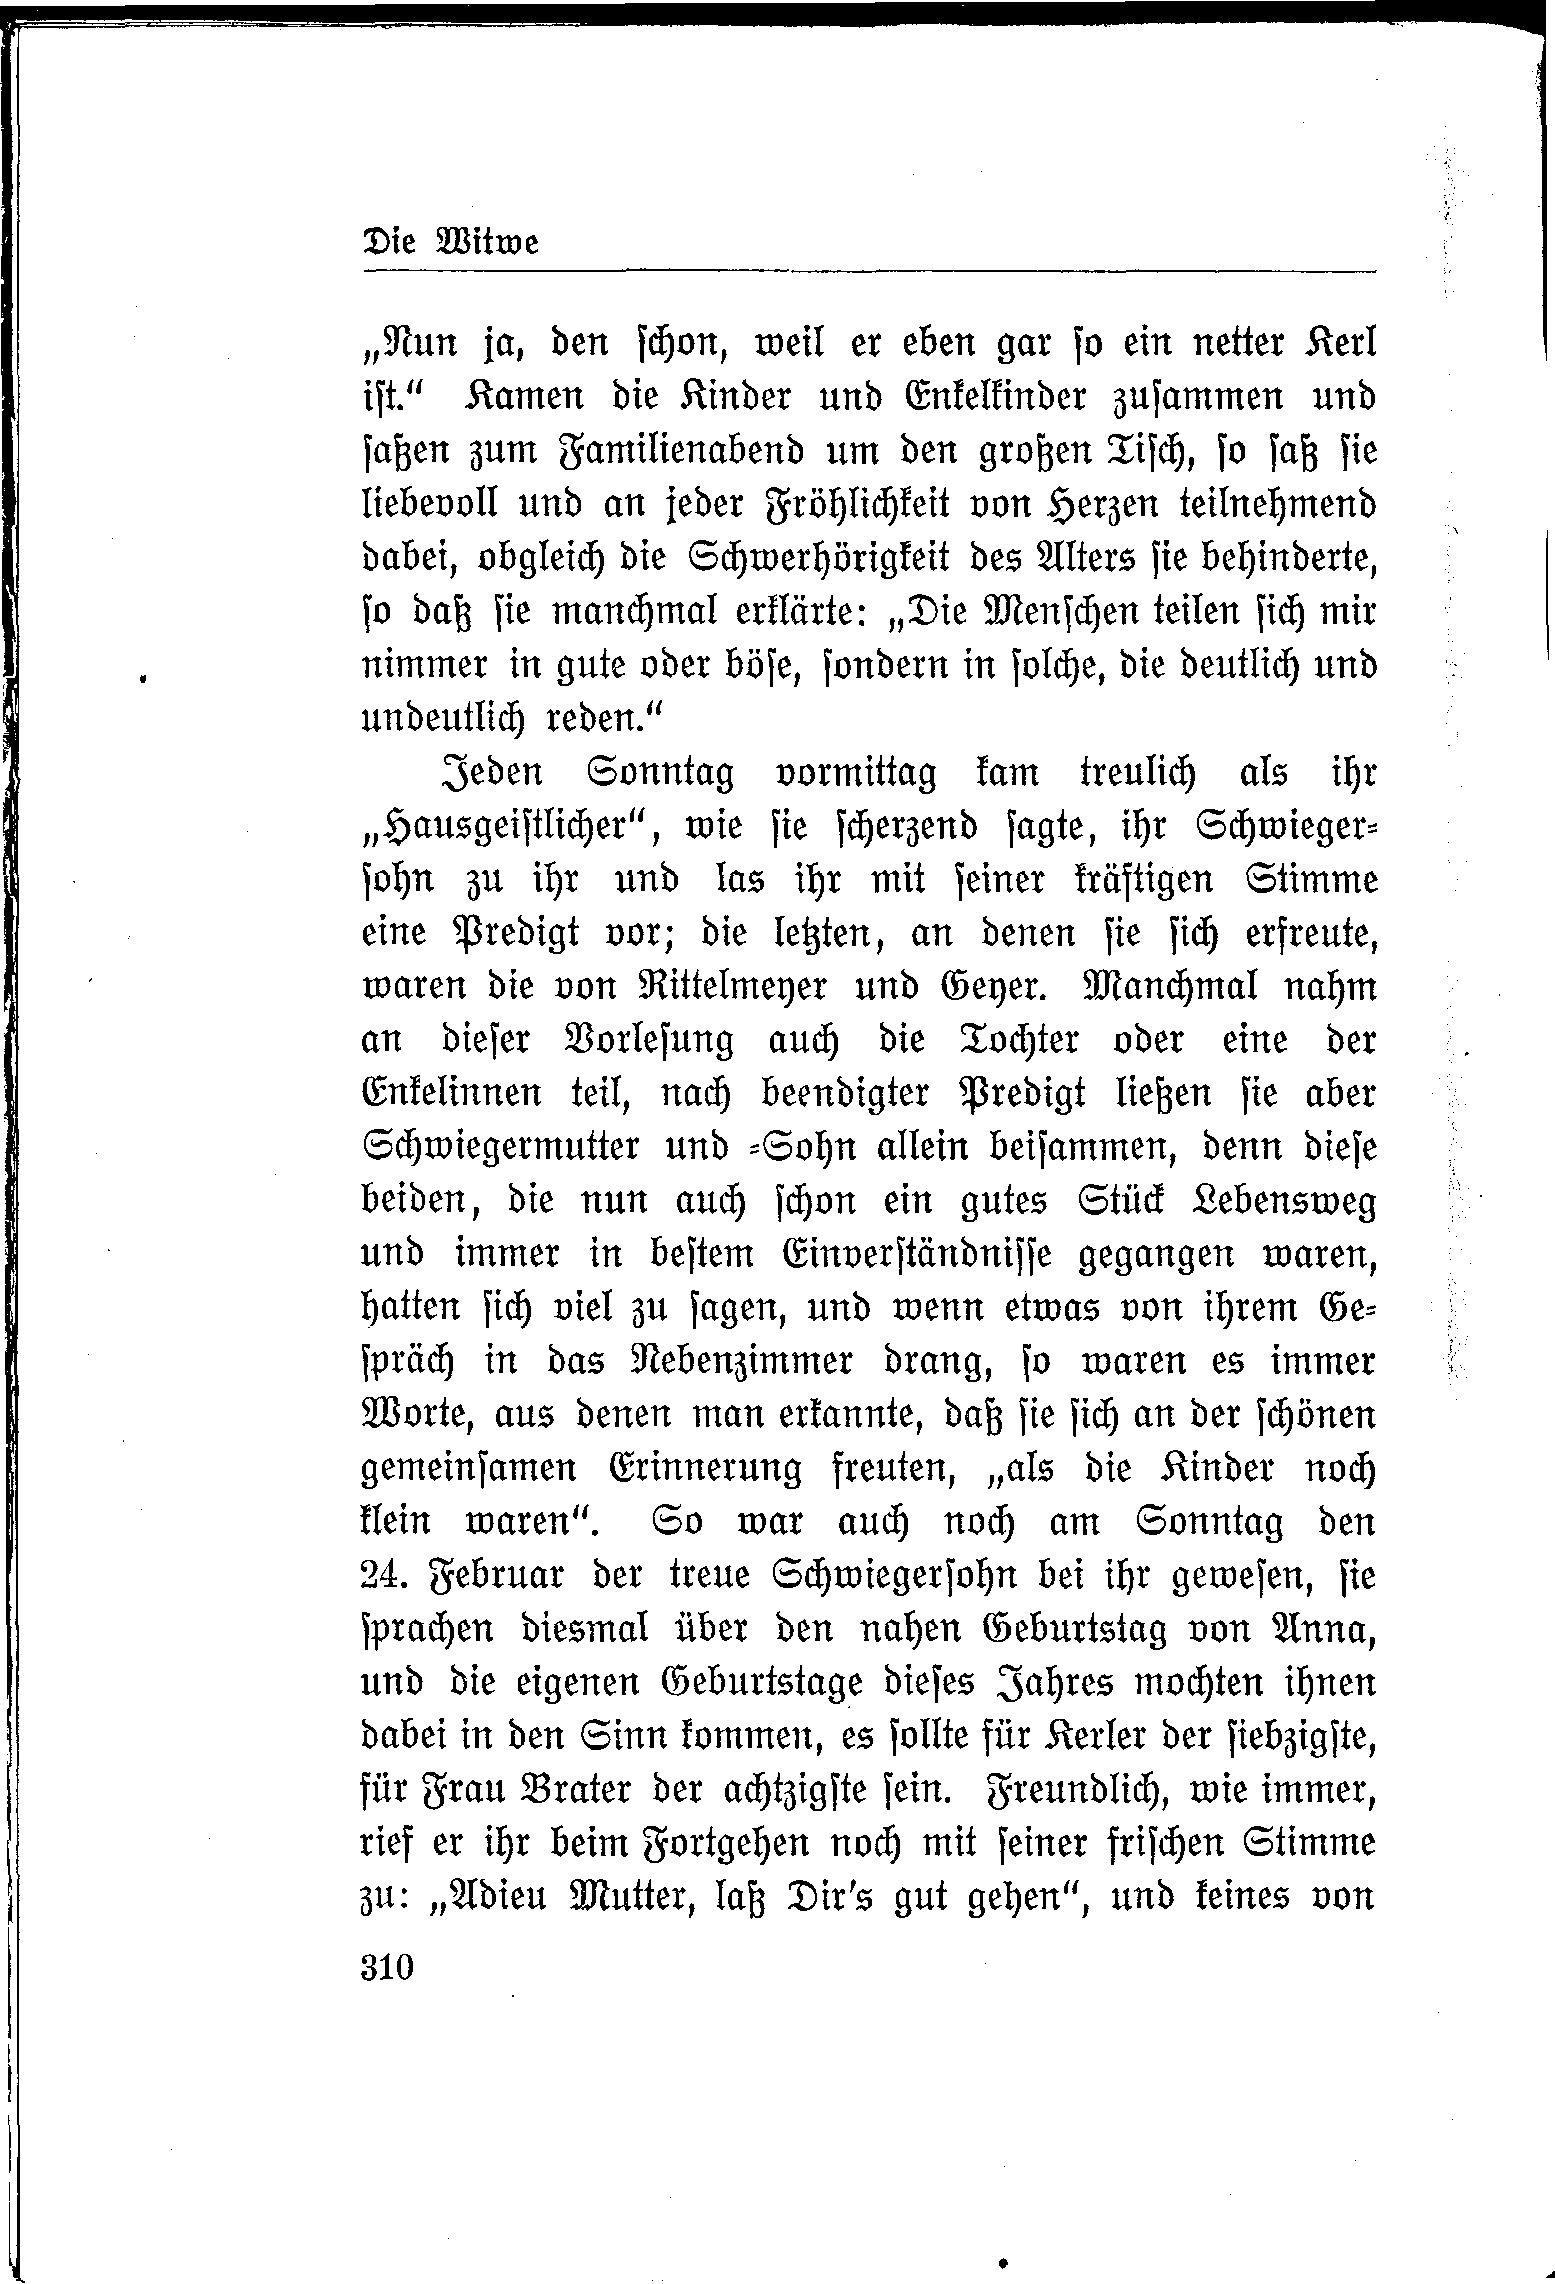 Die Witwe
„Nun ja, den schon, weil er eben gar so ein netter Kerl
ist.“ Kamen die Kinder und Enkelkinder zusammen und
saßen zum Familienabend um den großen Tisch, so saß sie
liebevoll und an jeder Fröhlichkeit von Herzen teilnehmend
dabei, obgleich die Schwerhörigkeit des Alters sie behinderte,
so daß sie manchmal erklärte: „Die Menschen teilen sich mir
nimmer in gute oder böse, sondern in solche, die deutlich und
undeutlich reden.“
Jeden Sonntag vormittag kam treulich als ihr
„Hausgeistlicher“, wie sie scherzend sagte, ihr Schwieger-
sohn zu ihr und las ihr mit seiner kräftigen Stimme
eine Predigt vor; die letzten, an denen sie sich erfreute,
waren die von Rittelmeyer und Geyer. Manchmal nahm
an dieser Vorlesung auch die Tochter oder eine der
Enkelinnen teil, nach beendigter Predigt ließen sie aber
Schwiegermutter und -Sohn allein beisammen, denn diese
beiden, die nun auch schon ein gutes Stück Lebensweg
und immer in bestem Einverständnisse gegangen waren,
hatten sich viel zu sagen, und wenn etwas von ihrem Ge-
spräch in das Nebenzimmer drang, so waren es immer
Worte, aus denen man erkannte, daß sie sich an der schönen
gemeinsamen Erinnerung freuten, „als die Kinder noch
klein waren“. So war auch noch am Sonntag den
24. Februar der treue Schwiegersohn bei ihr gewesen, sie
sprachen diesmal über den nahen Geburtstag von Anna,
und die eigenen Geburtstage dieses Jahres mochten ihnen
dabei in den Sinn kommen, es sollte für Kerler der siebzigste,
für Frau Brater der achtzigste sein. Freundlich, wie immer,
rief er ihr beim Fortgehen noch mit seiner frischen Stimme
zu: „Adieu Mutter, laß Dir's gut gehen“, und keines von
310